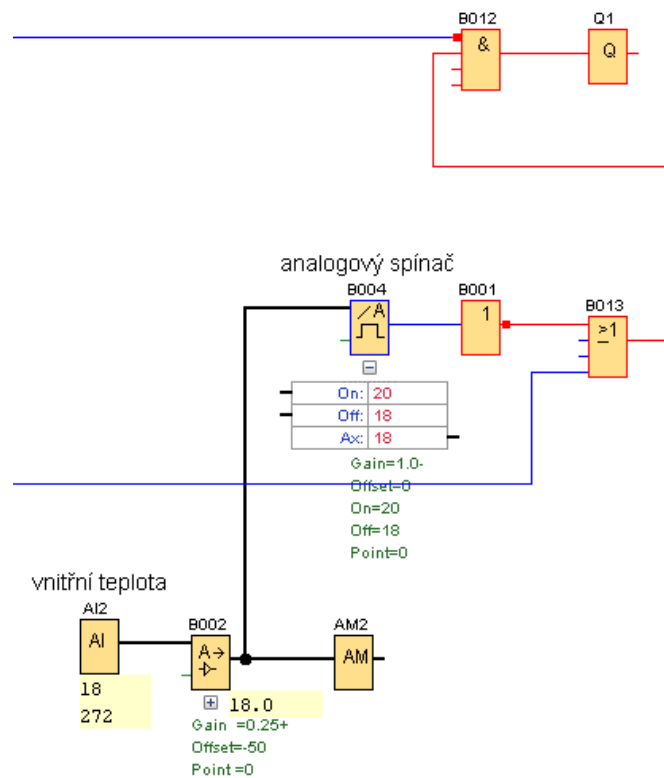 B012
Q1
&
Q
analogový spínač
B004
B001
B013
/A
1
>1
On: 20
Off: 18
Ax: 18
Gain=1.0-
Offset=0
On=20
Off=18
Point=0
vnitřní teplota
AI2
B002
AM2
AI
A→
AM
18
272
18.0
Gain =0.25+
Offset=-50
Point =0